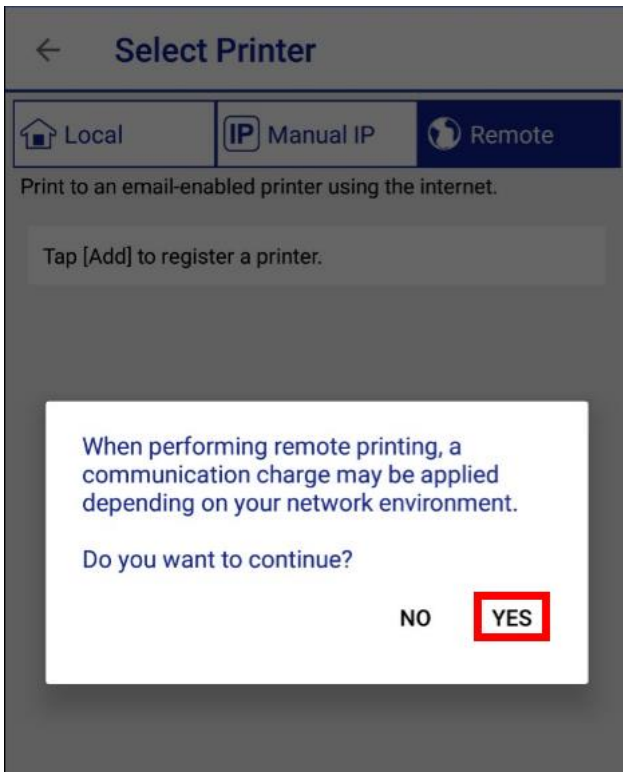 Select Printer
Local
IP Manual IP
Remote
Print to an email-enabled printer using the internet.
Tap [Add] to register a printer.
When performing remote printing, a
communication charge may be applied
depending on your network environment.
Do you want to continue?
NO YES